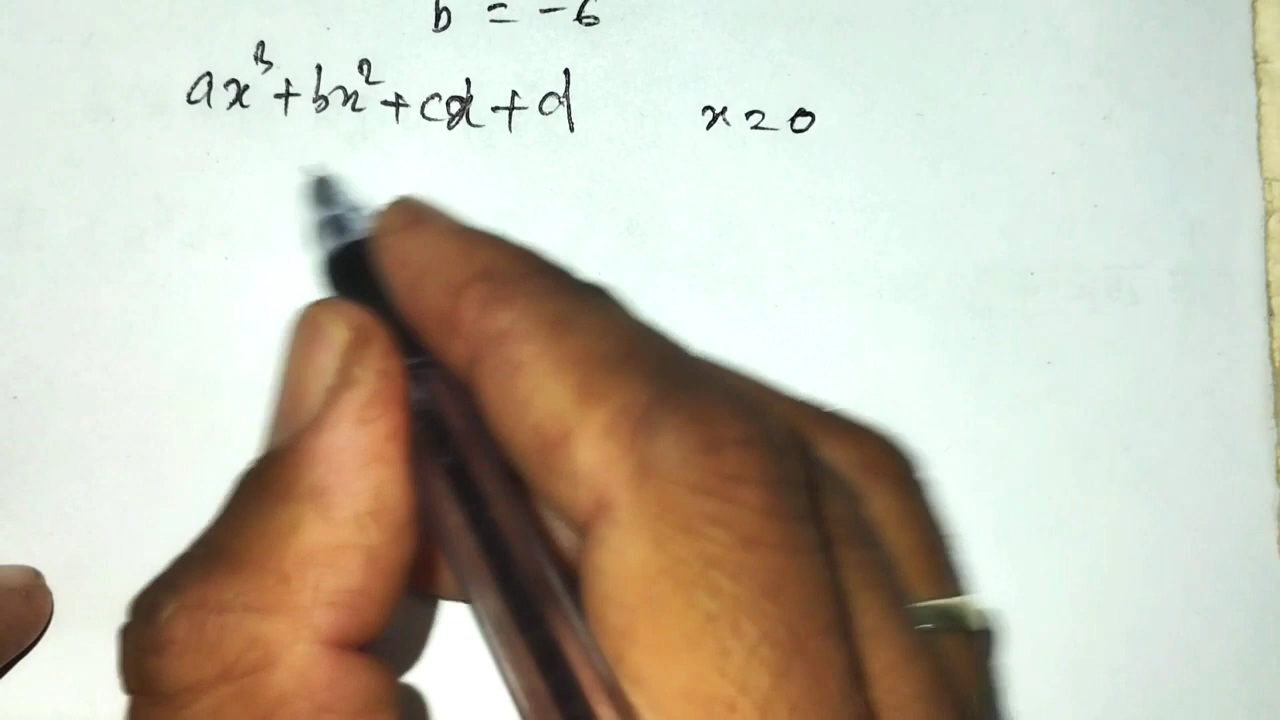 b = -6
ax³+bx²+cx+d x=0